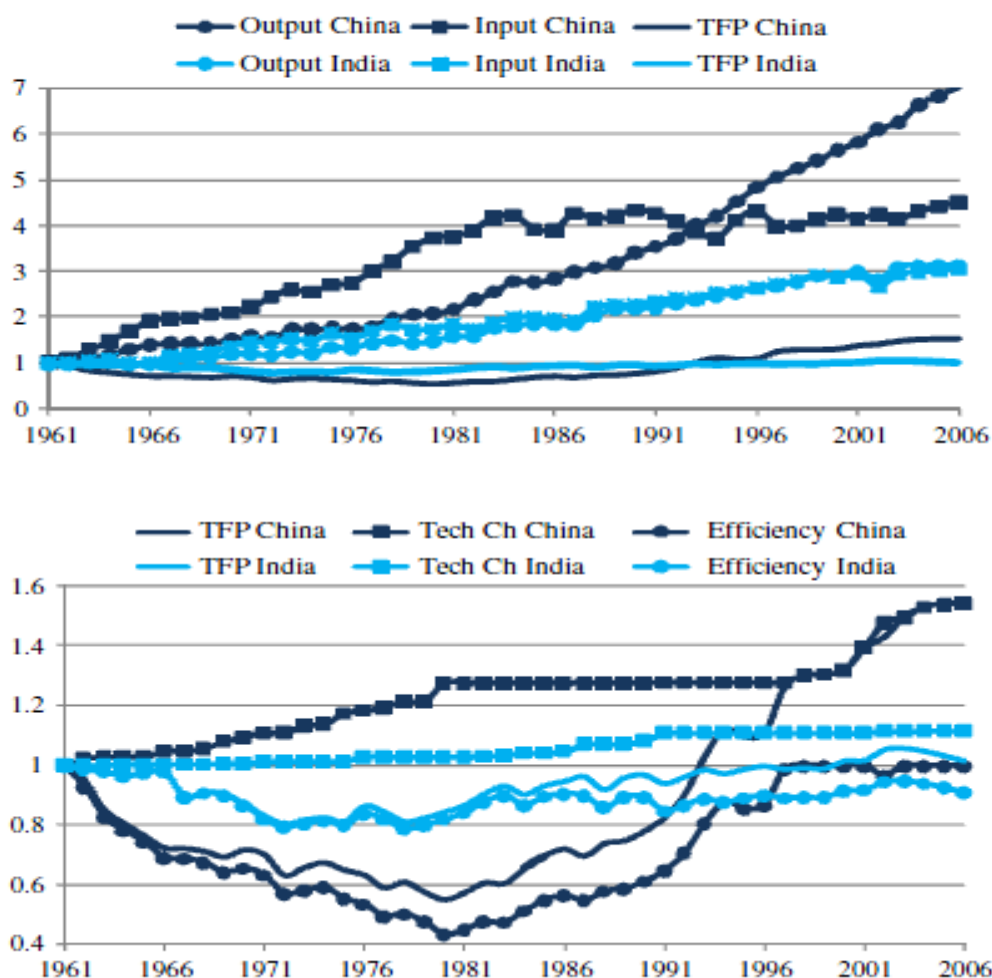 Output China Input China TFP China
Output India Input India TFP India
7
6
5
4
3
2
1
0
1961 1966 1971 1976 1981 1986 1991 1996 2001 2006
TFP China Tech Ch China Efficiency China
TFP India Tech Ch India Efficiency India
1.6
1.4
1.2
1
0.8
0.6
0.4
1961 1966 1971 1976 1981 1986 1991 1996 2001 2006